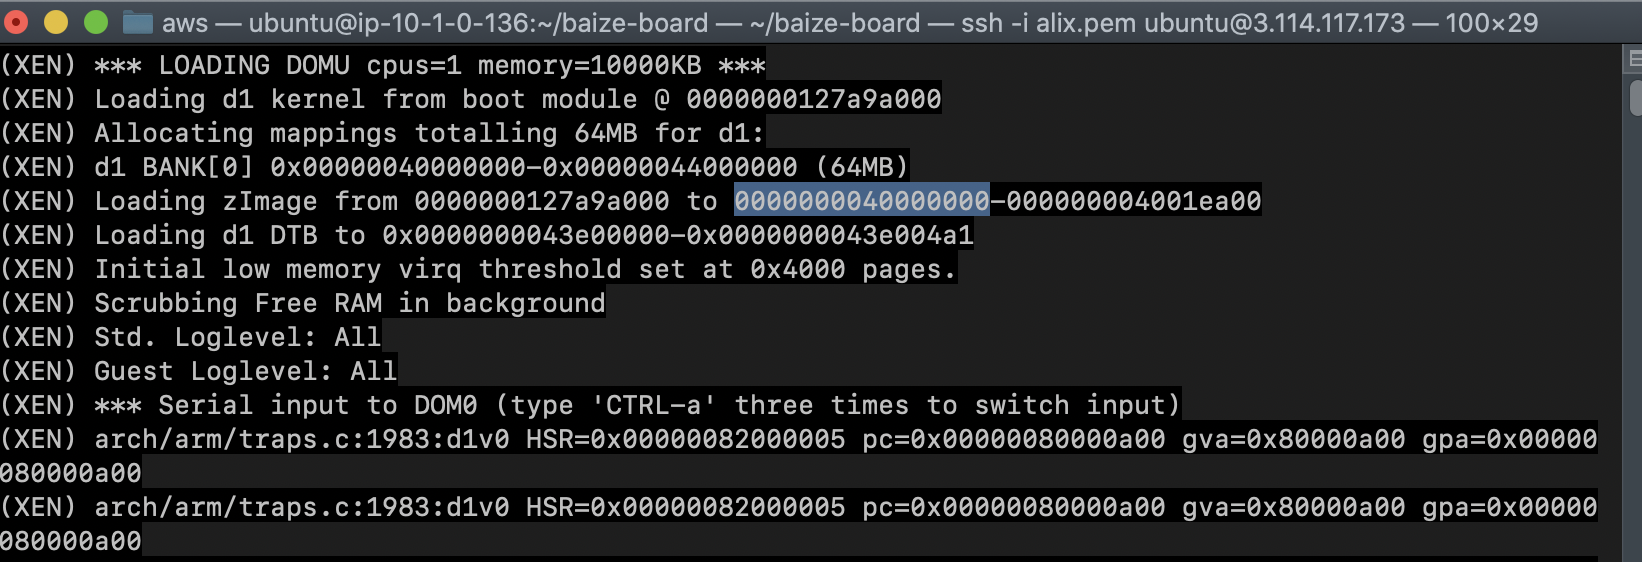 aws — ubuntu@ip-10-1-0-136:~/baize-board — ~/baize-board — ssh -i alix.pem ubuntu@3.114.117.173 — 100×29
(XEN) *** LOADING DOMU cpus=1 memory=10000KB ***
(XEN) Loading d1 kernel from boot module @ 0000000127a9a000
(XEN) Allocating mappings totalling 64MB for d1:
(XEN) d1 BANK[0] 0x00000040000000-0x00000044000000 (64MB)
(XEN) Loading zImage from 0000000127a9a000 to 0000000040000000-000000004001ea00
(XEN) Loading d1 DTB to 0x0000000043e00000-0x0000000043e004a1
(XEN) Initial low memory virq threshold set at 0x4000 pages.
(XEN) Scrubbing Free RAM in background
(XEN) Std. Loglevel: All
(XEN) Guest Loglevel: All
(XEN) *** Serial input to DOM0 (type 'CTRL-a' three times to switch input)
(XEN) arch/arm/traps.c:1983:d1v0 HSR=0x00000082000005 pc=0x00000080000a00 gva=0x80000a00 gpa=0x00000
080000a00
(XEN) arch/arm/traps.c:1983:d1v0 HSR=0x00000082000005 pc=0x00000080000a00 gva=0x80000a00 gpa=0x00000
080000a00